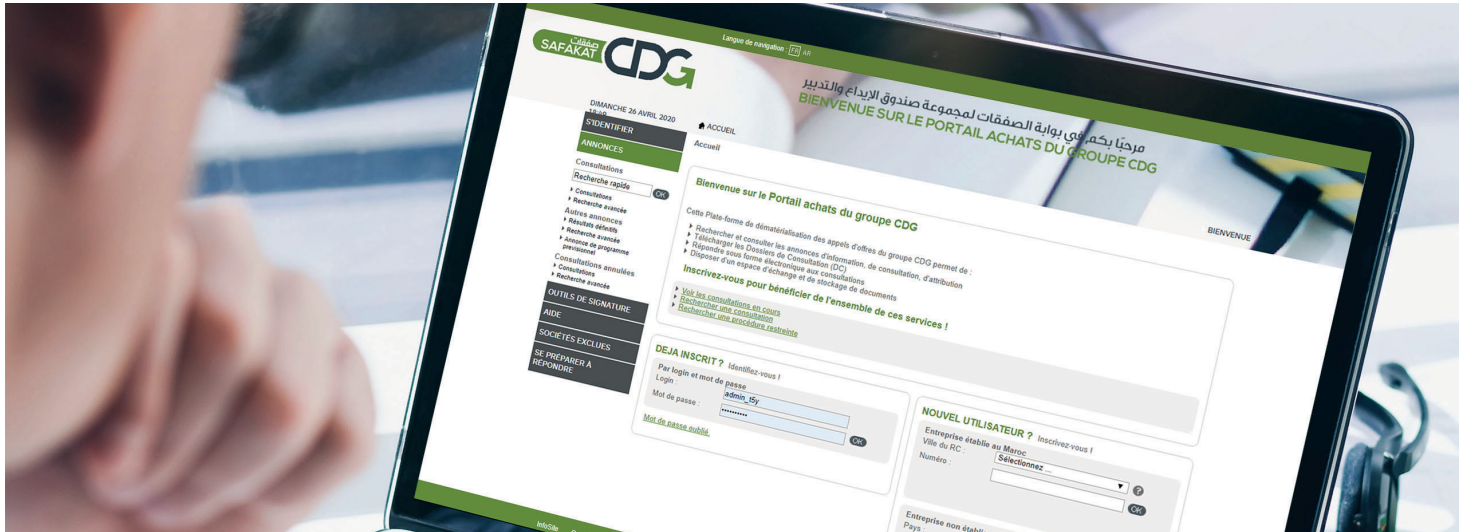 صفقات
SAFAKAT
CDG
Langue de navigation : FR AR
مرحبًا بكم في بوابة الصفقات لمجموعة صندوق الإيداع والتدبير
BIENVENUE SUR LE PORTAIL ACHATS DU GROUPE CDG
DIMANCHE 26 AVRIL 2020
S'IDENTIFIER
ANNONCES
Consultations
Recherche rapide OK
Consultations
Recherche avancée
Autres annonces
Résultats définitifs
Recherche avancée
Annonce de programme
prévisionnel
Consultations annulées
Consultations
Recherche avancée
OUTILS DE SIGNATURE
AIDE
SOCIÉTÉS EXCLUES
SE PRÉPARER À
RÉPONDRE
ACCUEIL
Accueil
BIENVENUE
Bienvenue sur le Portail achats du groupe CDG
Cette Plate-forme de dématérialisation des appels d'offres du groupe CDG permet de :
Rechercher et consulter les annonces d'information, de consultation, d'attribution
Télécharger les Dossiers de Consultation (DC)
Répondre sous forme électronique aux consultations
Disposer d'un espace d'échange et de stockage de documents
Inscrivez-vous pour bénéficier de l'ensemble de ces services !
Voir les consultations en cours
Rechercher une consultation
Rechercher une procédure restreinte
DEJA INSCRIT ? Identifiez-vous !
Par login et mot de passe
Login : admin_t5y
Mot de passe : ••••••••••
OK
Mot de passe oublié.
NOUVEL UTILISATEUR ? Inscrivez-vous !
Entreprise établie au Maroc
Ville du RC : Sélectionnez ... ?
Numéro :
OK
Entreprise non établi
Pays :
InfoSite